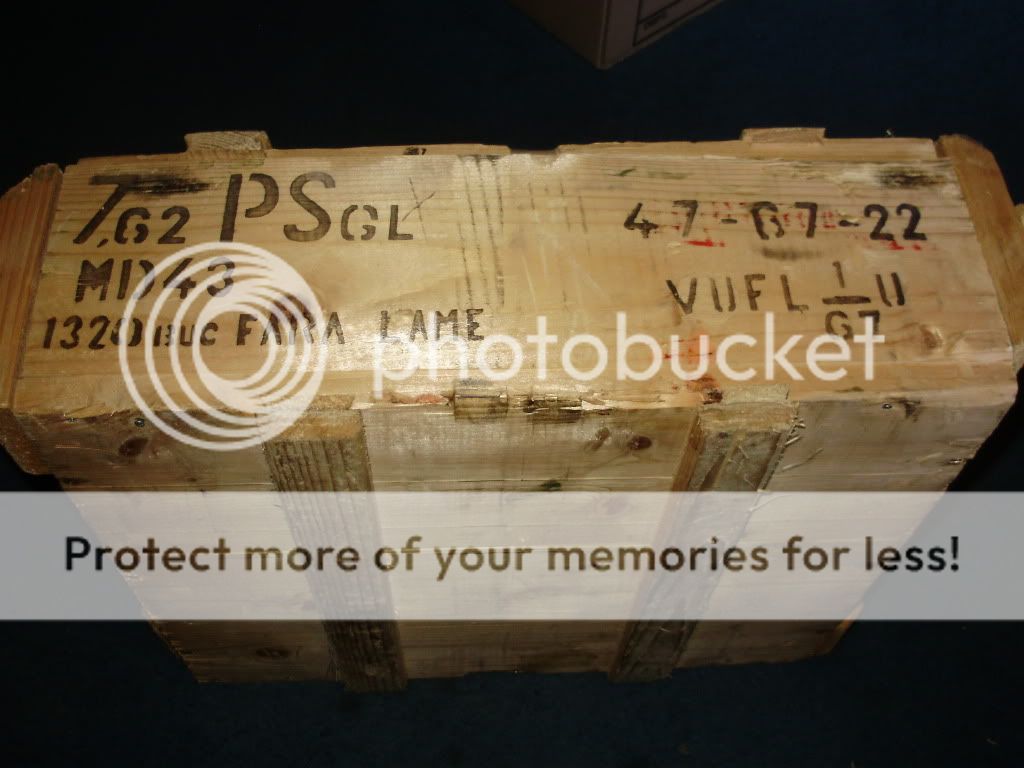 7,62 PS GL
47-67-22
MD43
VUFL 1/67 U
1320 BUC FARA LAME
photobucket
Protect more of your memories for less!